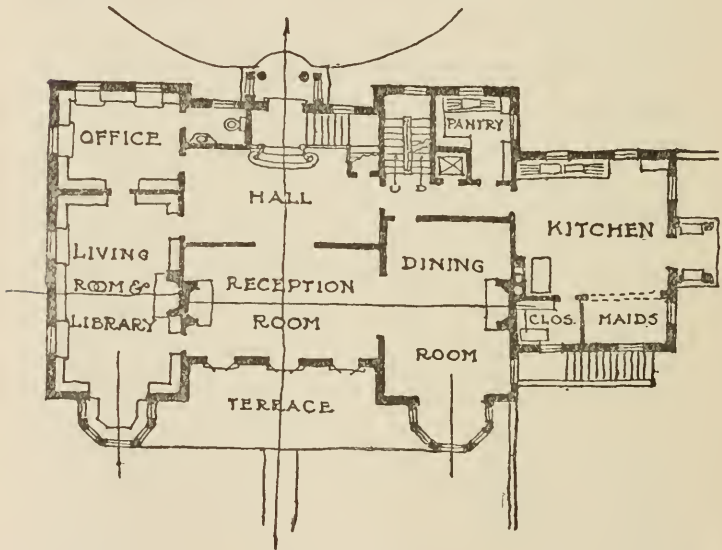 OFFICE
PANTRY
HALL
KITCHEN
LIVING
ROOM &
LIBRARY
RECEPTION
ROOM
DINING
ROOM
CLOS.
MAIDS
TERRACE